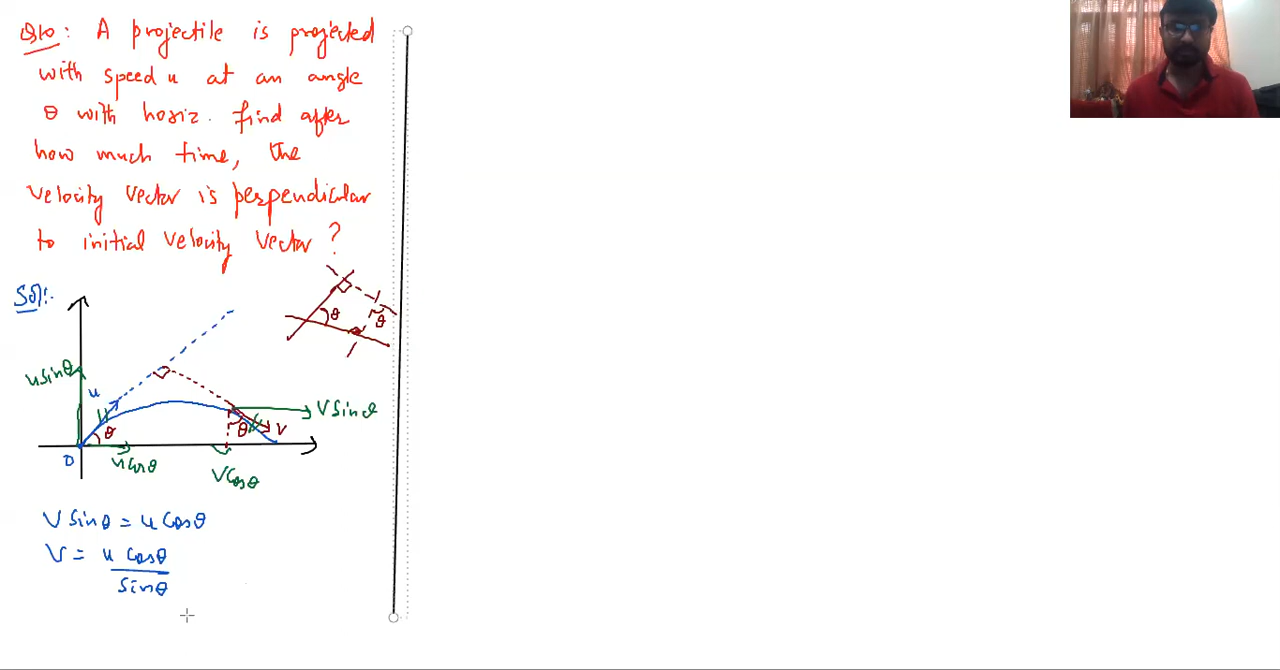 Q10: A projectile is projected
with speed u at an angle
θ with horiz. find after
how much time, the
velocity vector is perpendicular
to initial velocity vector?
Sol:
θ
θ
u sinθ
u
θ
O
u cosθ
V sinθ
θ
V
V cosθ
V sinθ = u cosθ
V = u cosθ
sinθ